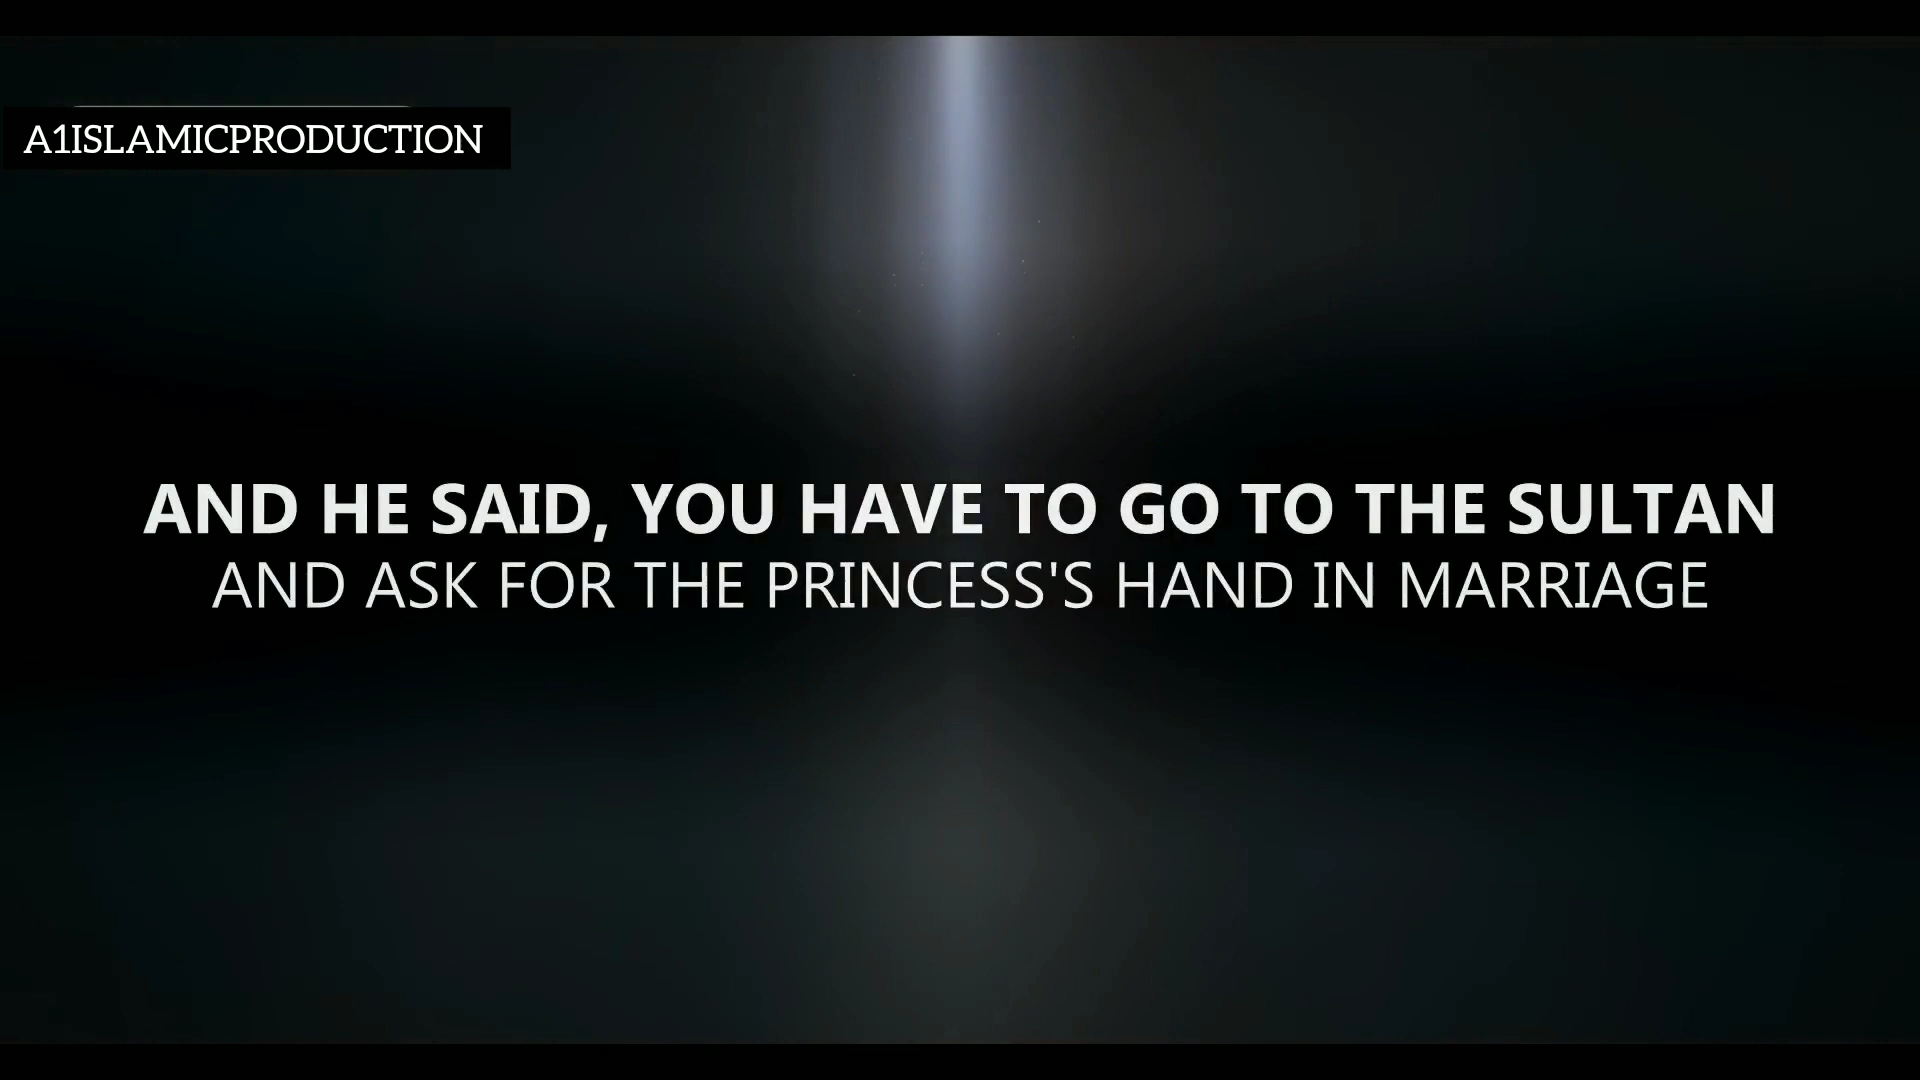 A1ISLAMICPRODUCTION
AND HE SAID, YOU HAVE TO GO TO THE SULTAN
AND ASK FOR THE PRINCESS'S HAND IN MARRIAGE